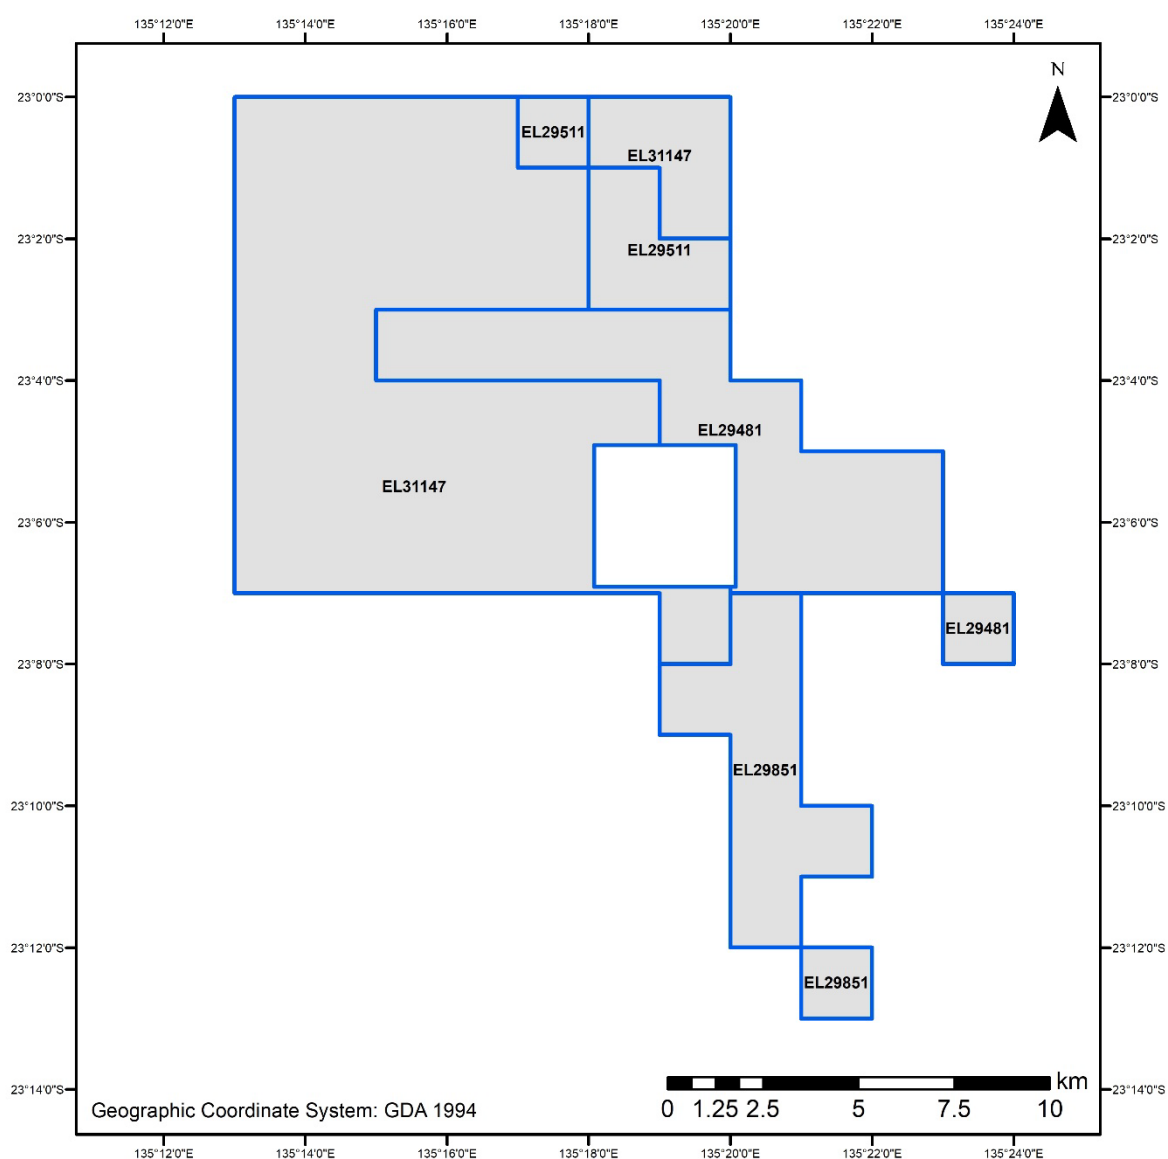 135°12'0"E 135°14'0"E 135°16'0"E 135°18'0"E 135°20'0"E 135°22'0"E 135°24'0"E
N
23°0'0"S 23°0'0"S
EL29511
EL31147
23°2'0"S 23°2'0"S
EL29511
23°4'0"S 23°4'0"S
EL29481
EL31147
23°6'0"S 23°6'0"S
EL29481
23°8'0"S 23°8'0"S
EL29851
23°10'0"S 23°10'0"S
23°12'0"S 23°12'0"S
EL29851
km
23°14'0"S 23°14'0"S
Geographic Coordinate System: GDA 1994
0 1.25 2.5 5 7.5 10
135°12'0"E 135°14'0"E 135°16'0"E 135°18'0"E 135°20'0"E 135°22'0"E 135°24'0"E